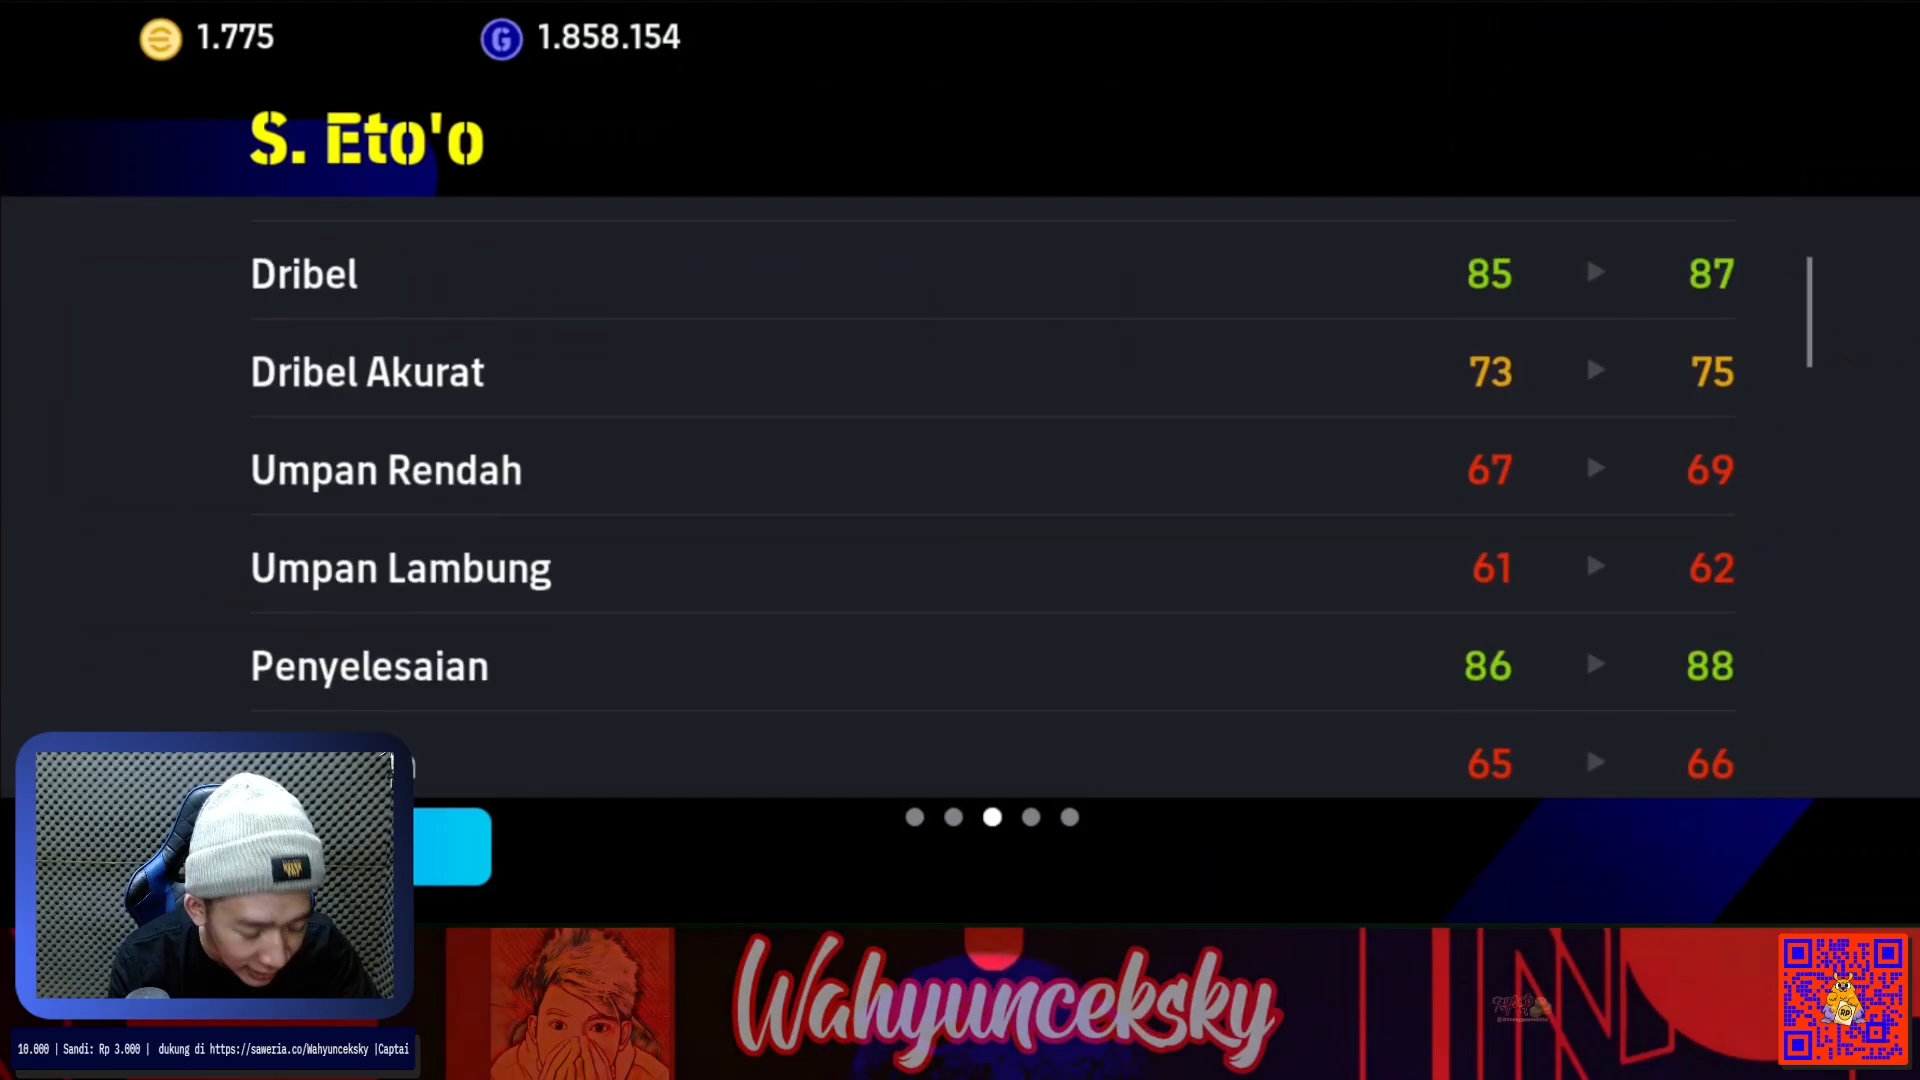 1.775 1.858.154
S. Eto'o
Dribel 85 87
Dribel Akurat 73 75
Umpan Rendah 67 69
Umpan Lambung 61 62
Penyelesaian 86 88
65 66
Wahyunceksky
10.000 | Sandi: Rp 3.000 | dukung di https://saweria.co/Wahyunceksky |Captai